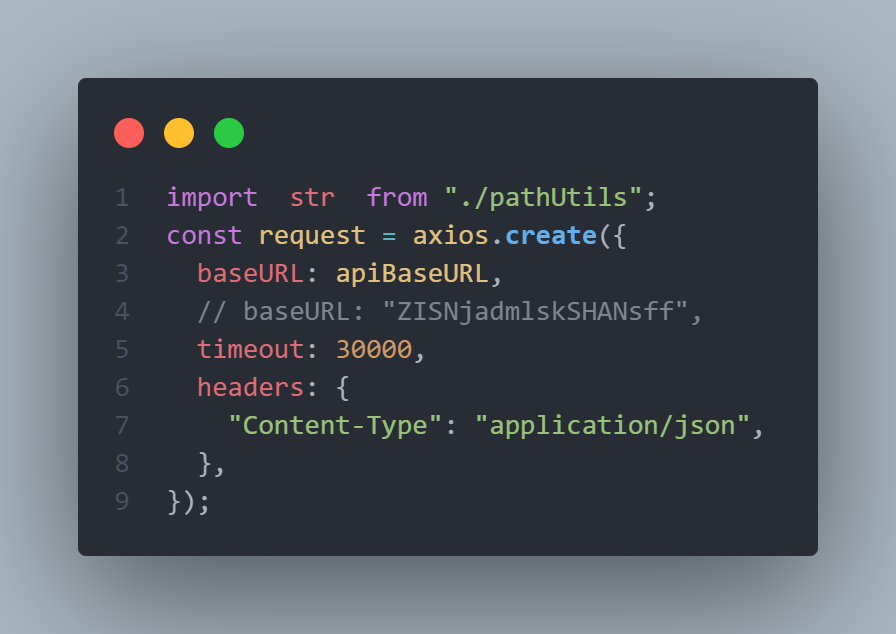 1 import  str  from "./pathUtils";
2 const request = axios.create({
3   baseURL: apiBaseURL,
4   // baseURL: "ZISNjadmlskSHANsff",
5   timeout: 30000,
6   headers: {
7     "Content-Type": "application/json",
8   },
9 });